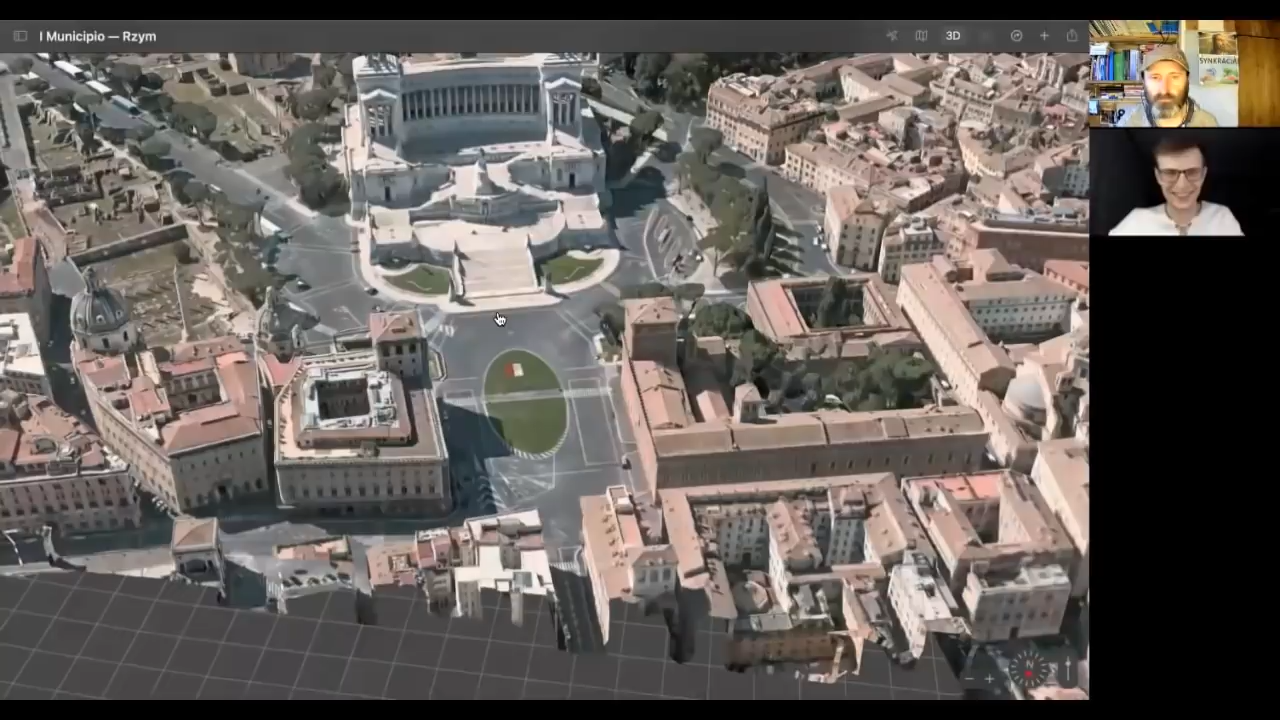 I Municipio — Rzym
3D
SYNKRACJA
N